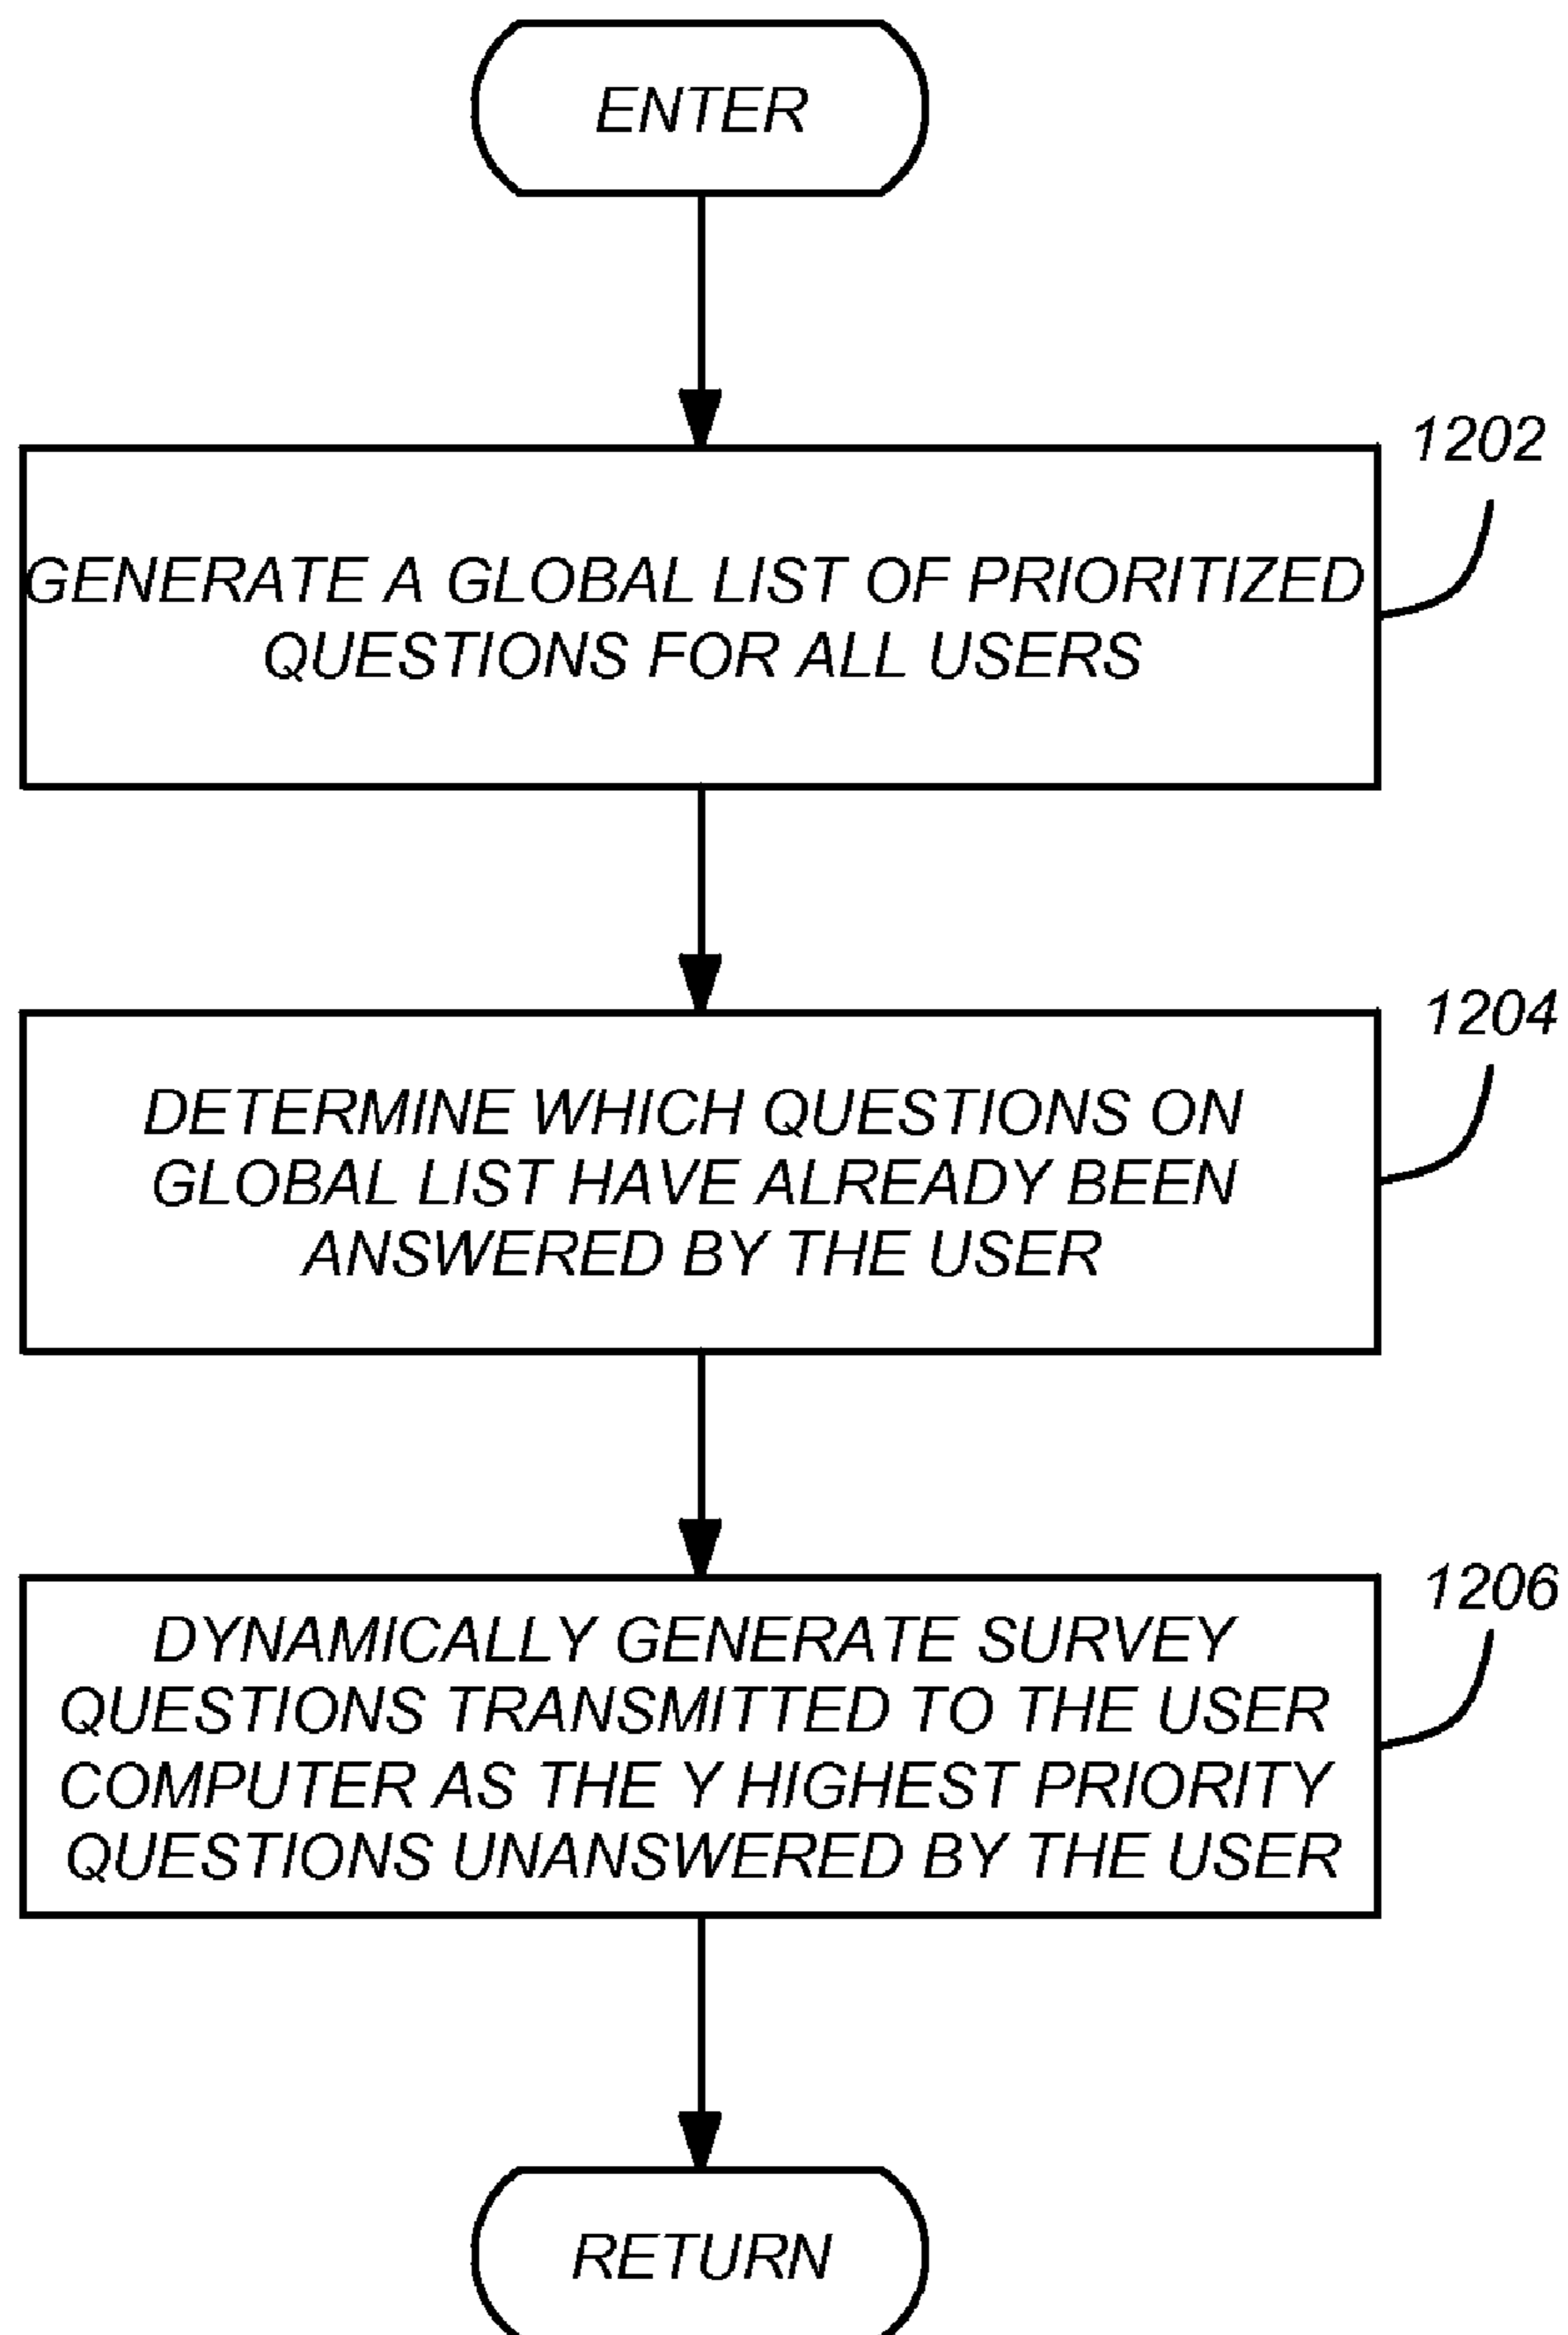 ENTER
1202
GENERATE A GLOBAL LIST OF PRIORITIZED
QUESTIONS FOR ALL USERS
1204
DETERMINE WHICH QUESTIONS ON
GLOBAL LIST HAVE ALREADY BEEN
ANSWERED BY THE USER
1206
DYNAMICALLY GENERATE SURVEY
QUESTIONS TRANSMITTED TO THE USER
COMPUTER AS THE Y HIGHEST PRIORITY
QUESTIONS UNANSWERED BY THE USER
RETURN